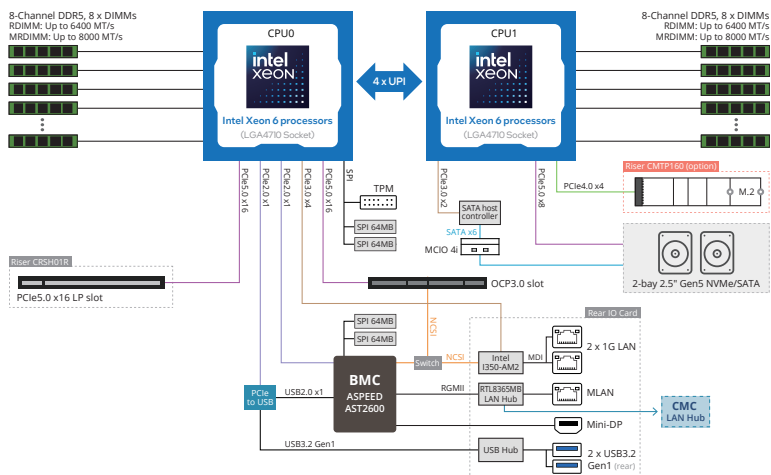 8-Channel DDR5, 8 x DIMMs
RDIMM: Up to 6400 MT/s
MRDIMM: Up to 8000 MT/s
CPU0
intel
XEON
Intel Xeon 6 processors
(LGA4710 Socket)
4 x UPI
CPU1
intel
XEON
Intel Xeon 6 processors
(LGA4710 Socket)
8-Channel DDR5, 8 x DIMMs
RDIMM: Up to 6400 MT/s
MRDIMM: Up to 8000 MT/s
PCIe5.0 x16
PCIe2.0 x1
PCIe2.0 x1
PCIe3.0 x4
PCIe5.0 x16
SPI
TPM
SPI 64MB
SPI 64MB
PCIe3.0 x2
SATA host
controller
SATA x6
MCIO 4i
PCIe5.0 x8
PCIe4.0 x4
Riser CMTP160 (option)
M.2
2-bay 2.5" Gen5 NVMe/SATA
Riser CRSH01R
PCIe5.0 x16 LP slot
OCP3.0 slot
NCSI
SPI 64MB
SPI 64MB
Switch
NCSI
Rear IO Card
Intel
I350-AM2
MDI
2 x 1G LAN
BMC
ASPEED
AST2600
PCIe
to USB
USB2.0 x1
RGMII
RTL8365MB
LAN Hub
MLAN
CMC
LAN Hub
Mini-DP
USB3.2 Gen1
USB Hub
2 x USB3.2
Gen1 (rear)